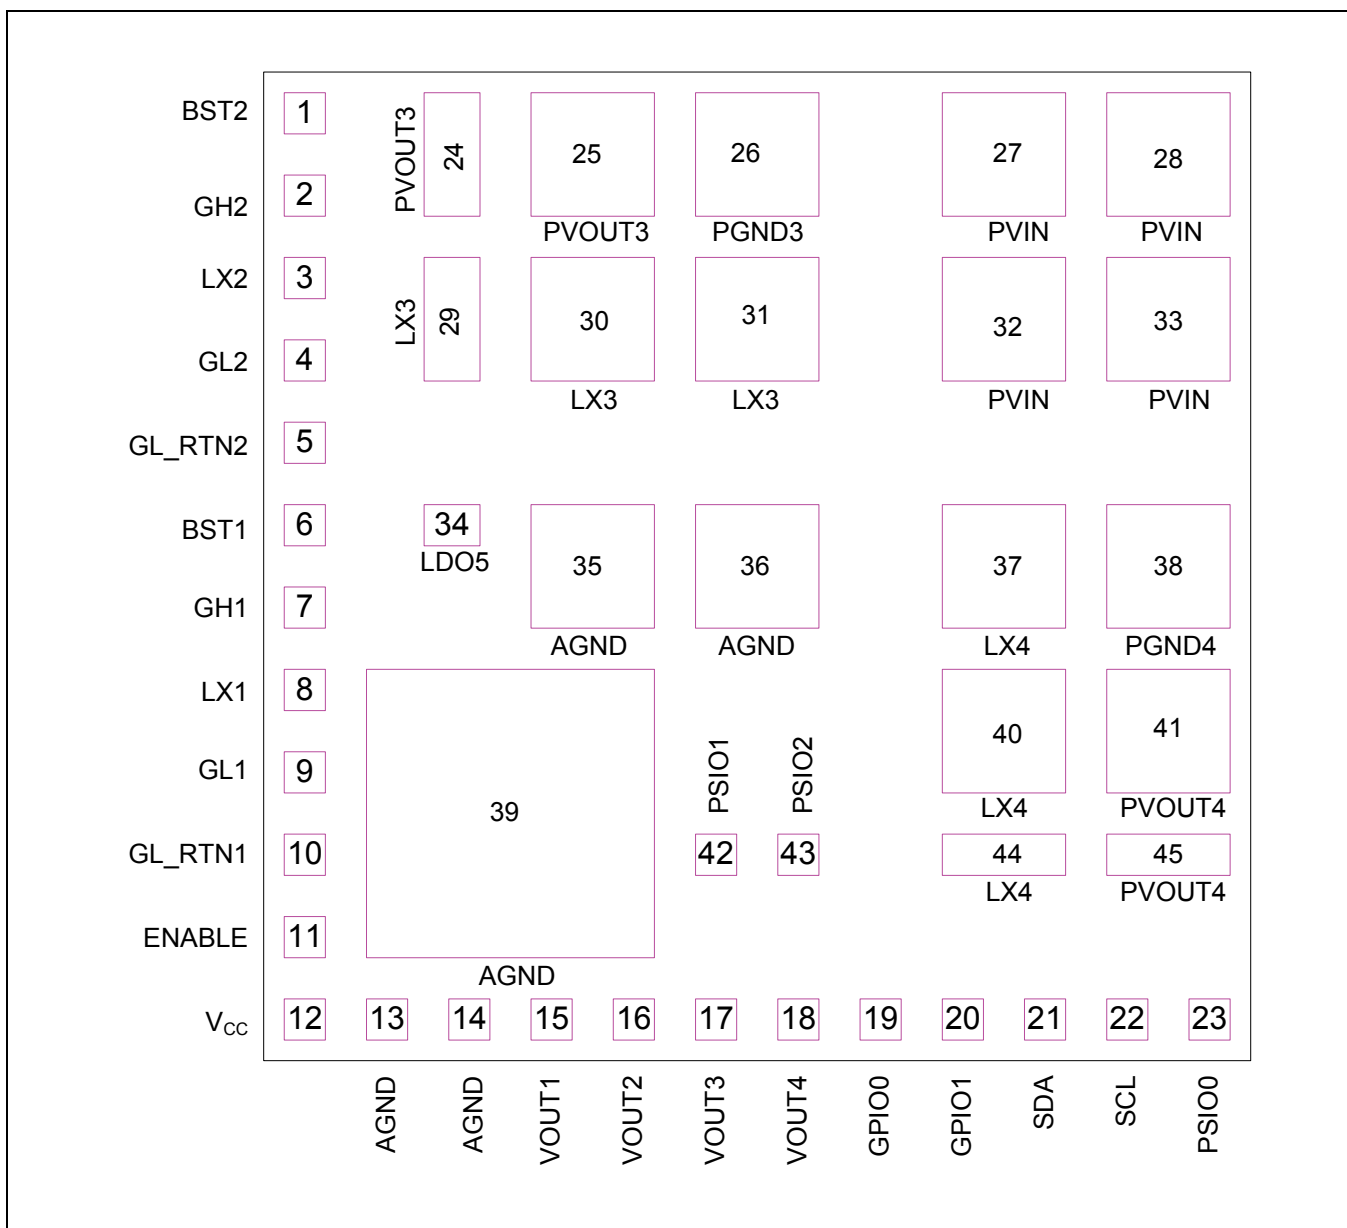 BST2 1 PVOUT3 24 25 26 27 28
GH2 2 PVOUT3 PGND3 PVIN PVIN
LX2 3 LX3 29 30 31 32 33
GL2 4 LX3 LX3 PVIN PVIN
GL_RTN2 5
BST1 6 34 35 36 37 38
LDO5
GH1 7 AGND AGND LX4 PGND4
LX1 8 39 PSIO1 PSIO2 40 41
GL1 9 LX4 PVOUT4
GL_RTN1 10 42 43 44 45
LX4 PVOUT4
ENABLE 11 AGND
VCC 12 13 14 15 16 17 18 19 20 21 22 23
AGND AGND VOUT1 VOUT2 VOUT3 VOUT4 GPIO0 GPIO1 SDA SCL PSIO0